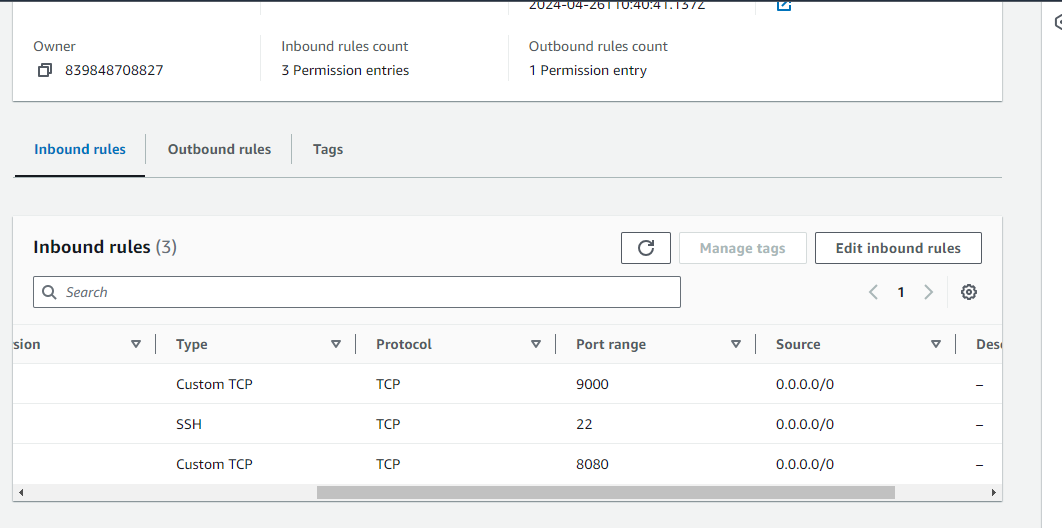 2024-04-26T10:40:41.137Z
Owner
Inbound rules count
Outbound rules count
839848708827
3 Permission entries
1 Permission entry
Inbound rules
Outbound rules
Tags
Inbound rules (3)
Manage tags
Edit inbound rules
Search
1
sion
Type
Protocol
Port range
Source
Desc
Custom TCP
TCP
9000
0.0.0.0/0
–
SSH
TCP
22
0.0.0.0/0
–
Custom TCP
TCP
8080
0.0.0.0/0
–